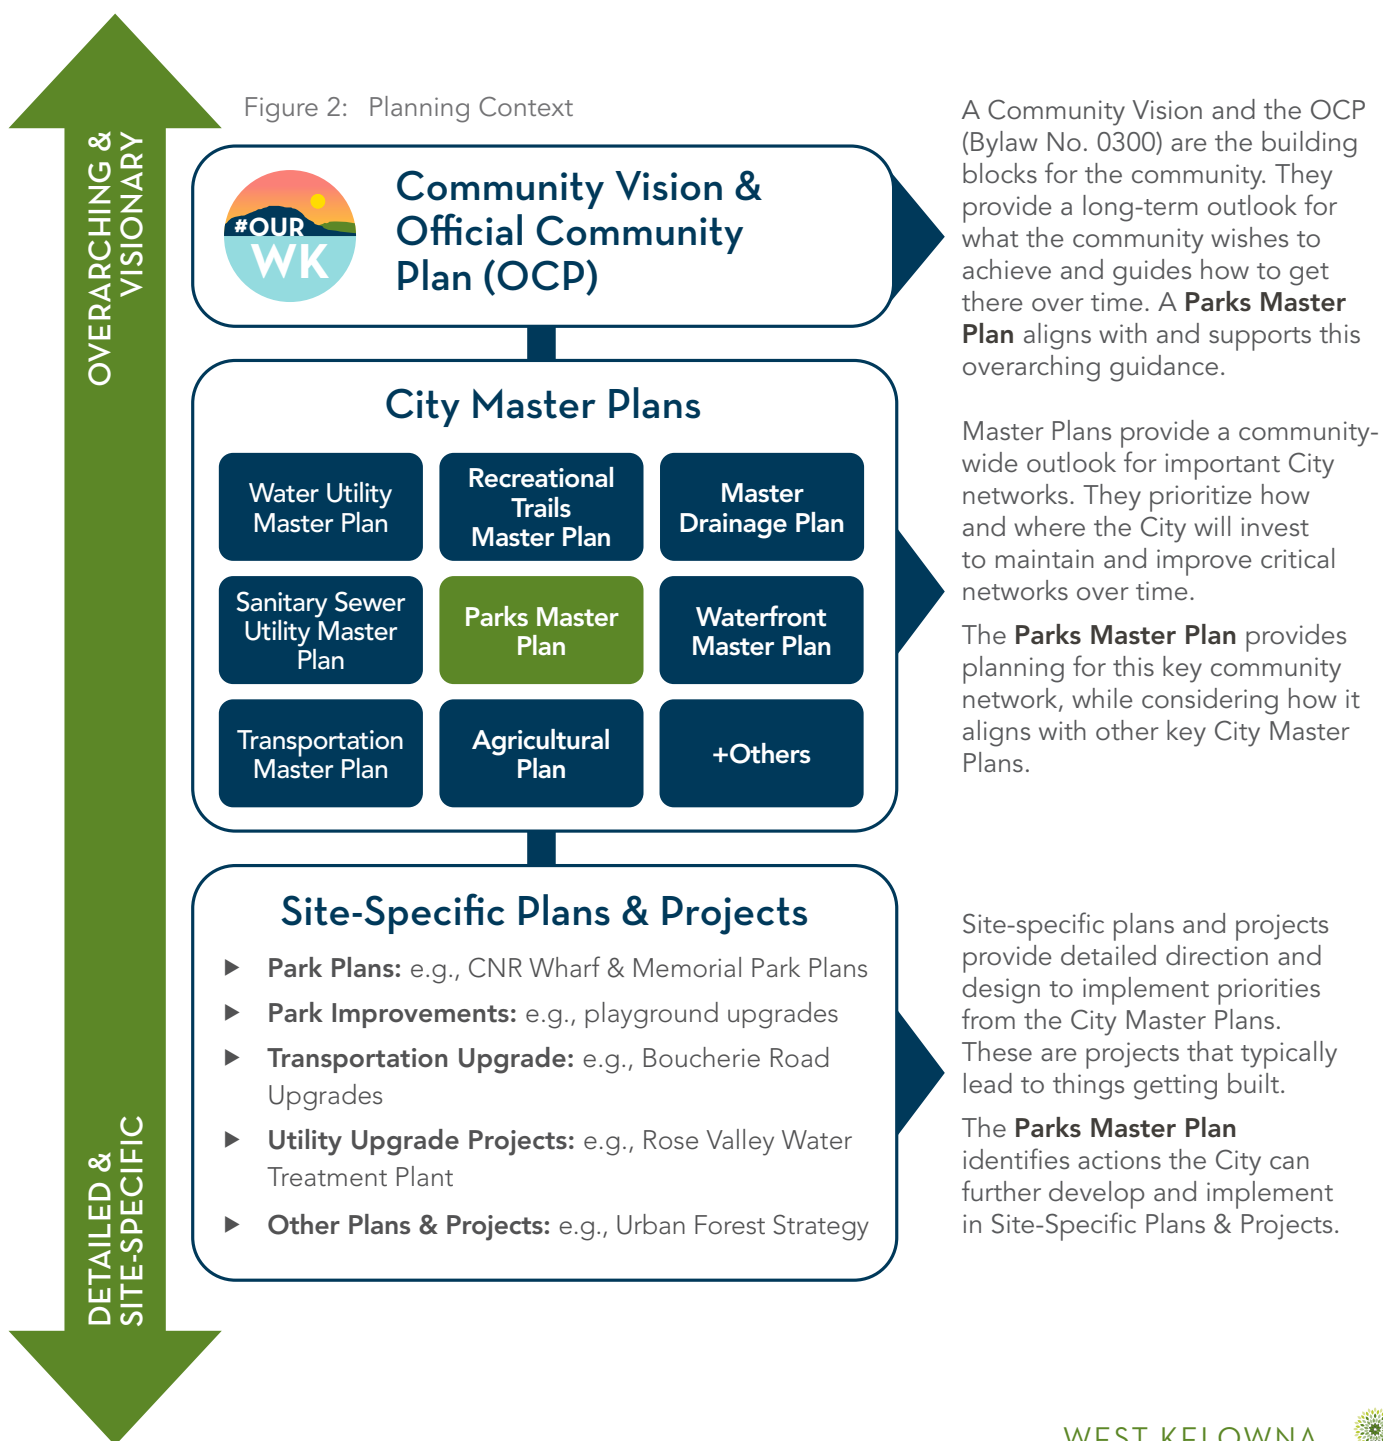 OVERARCHING &
VISIONARY
Figure 2: Planning Context
#OUR
WK
Community Vision &
Official Community
Plan (OCP)
A Community Vision and the OCP
(Bylaw No. 0300) are the building
blocks for the community. They
provide a long-term outlook for
what the community wishes to
achieve and guides how to get
there over time. A Parks Master
Plan aligns with and supports this
overarching guidance.
City Master Plans
Water Utility
Master Plan
Recreational
Trails
Master Plan
Master
Drainage Plan
Sanitary Sewer
Utility Master
Plan
Parks Master
Plan
Waterfront
Master Plan
Transportation
Master Plan
Agricultural
Plan
+Others
Master Plans provide a community-
wide outlook for important City
networks. They prioritize how
and where the City will invest
to maintain and improve critical
networks over time.
The Parks Master Plan provides
planning for this key community
network, while considering how it
aligns with other key City Master
Plans.
Site-Specific Plans & Projects
▶ Park Plans: e.g., CNR Wharf & Memorial Park Plans
▶ Park Improvements: e.g., playground upgrades
▶ Transportation Upgrade: e.g., Boucherie Road
Upgrades
▶ Utility Upgrade Projects: e.g., Rose Valley Water
Treatment Plant
▶ Other Plans & Projects: e.g., Urban Forest Strategy
Site-specific plans and projects
provide detailed direction and
design to implement priorities
from the City Master Plans.
These are projects that typically
lead to things getting built.
The Parks Master Plan
identifies actions the City can
further develop and implement
in Site-Specific Plans & Projects.
DETAILED &
SITE-SPECIFIC
WEST KELOWNA